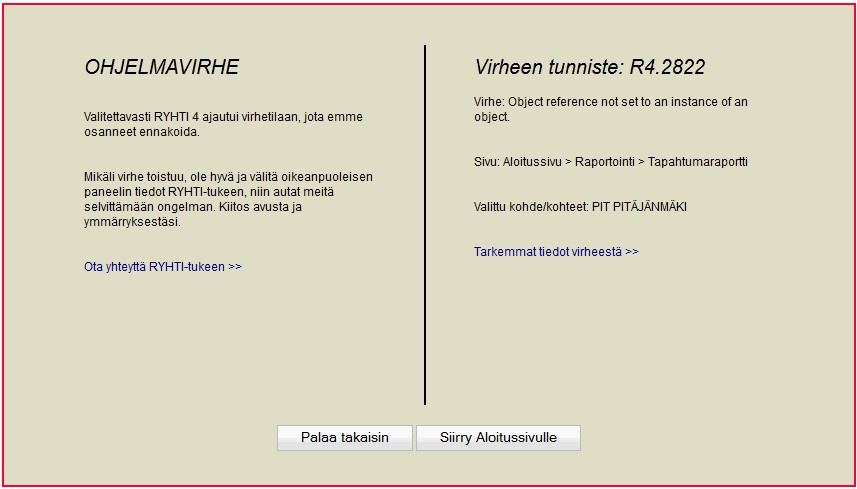 OHJELMAVIRHE
Valitettavasti RYHTI 4 ajautui virhetilaan, jota emme
osanneet ennakoida.
Mikäli virhe toistuu, ole hyvä ja välitä oikeanpuoleisen
paneelin tiedot RYHTI-tukeen, niin autat meitä
selvittämään ongelman. Kiitos avusta ja
ymmärryksestäsi.
Ota yhteyttä RYHTI-tukeen >>
Virheen tunniste: R4.2822
Virhe: Object reference not set to an instance of an
object.
Sivu: Aloitussivu > Raportointi > Tapahtumaraportti
Valittu kohde/kohteet: PIT PITÄJÄNMÄKI
Tarkemmat tiedot virheestä >>
Palaa takaisin
Siirry Aloitussivulle